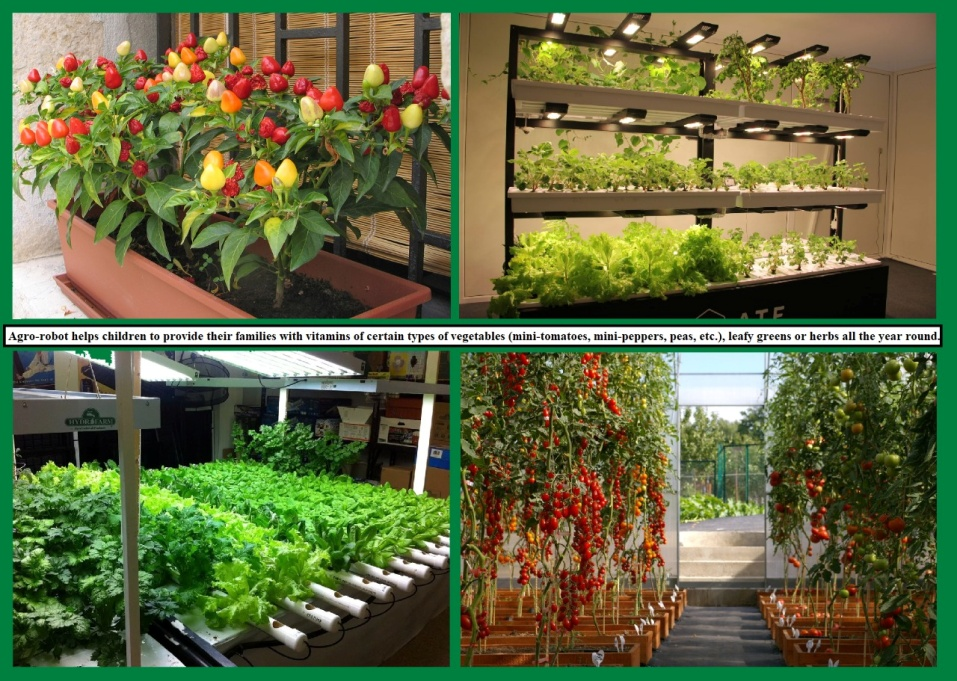 ATE
Agro-robot helps children to provide their families with vitamins of certain types of vegetables (mini-tomatoes, mini-peppers, peas, etc.), leafy greens or herbs all the year round.
HYDROFARM